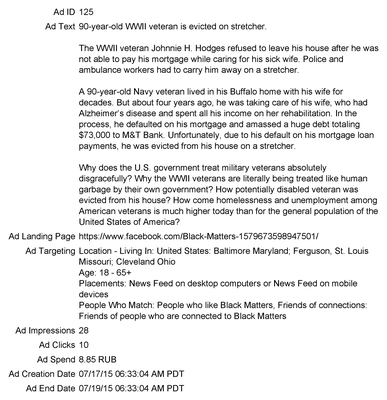 Ad ID 125
Ad Text 90-year-old WWII veteran is evicted on stretcher.
The WWII veteran Johnnie H. Hodges refused to leave his house after he was
not able to pay his mortgage while caring for his sick wife. Police and
ambulance workers had to carry him away on a stretcher.
A 90-year-old Navy veteran lived in his Buffalo home with his wife for
decades. But about four years ago, he was taking care of his wife, who had
Alzheimer's disease and spent all his income on her rehabilitation. In the
process, he defaulted on his mortgage and amassed a huge debt totaling
$73,000 to M&T Bank. Unfortunately, due to his default on his mortgage loan
payments, he was evicted from his house on a stretcher.
Why does the U.S. government treat military veterans absolutely
disgracefully? Why the WWII veterans are literally being treated like human
garbage by their own government? How potentially disabled veteran was
evicted from his house? How come homelessness and unemployment among
American veterans is much higher today than for the general population of the
United States of America?
Ad Landing Page https://www.facebook.com/Black-Matters-1579673598947501/
Ad Targeting Location - Living In: United States: Baltimore Maryland; Ferguson, St. Louis
Missouri; Cleveland Ohio
Age: 18 - 65+
Placements: News Feed on desktop computers or News Feed on mobile
devices
People Who Match: People who like Black Matters, Friends of connections:
Friends of people who are connected to Black Matters
Ad Impressions 28
Ad Clicks 10
Ad Spend 8.85 RUB
Ad Creation Date 07/17/15 06:33:04 AM PDT
Ad End Date 07/19/15 06:33:04 AM PDT